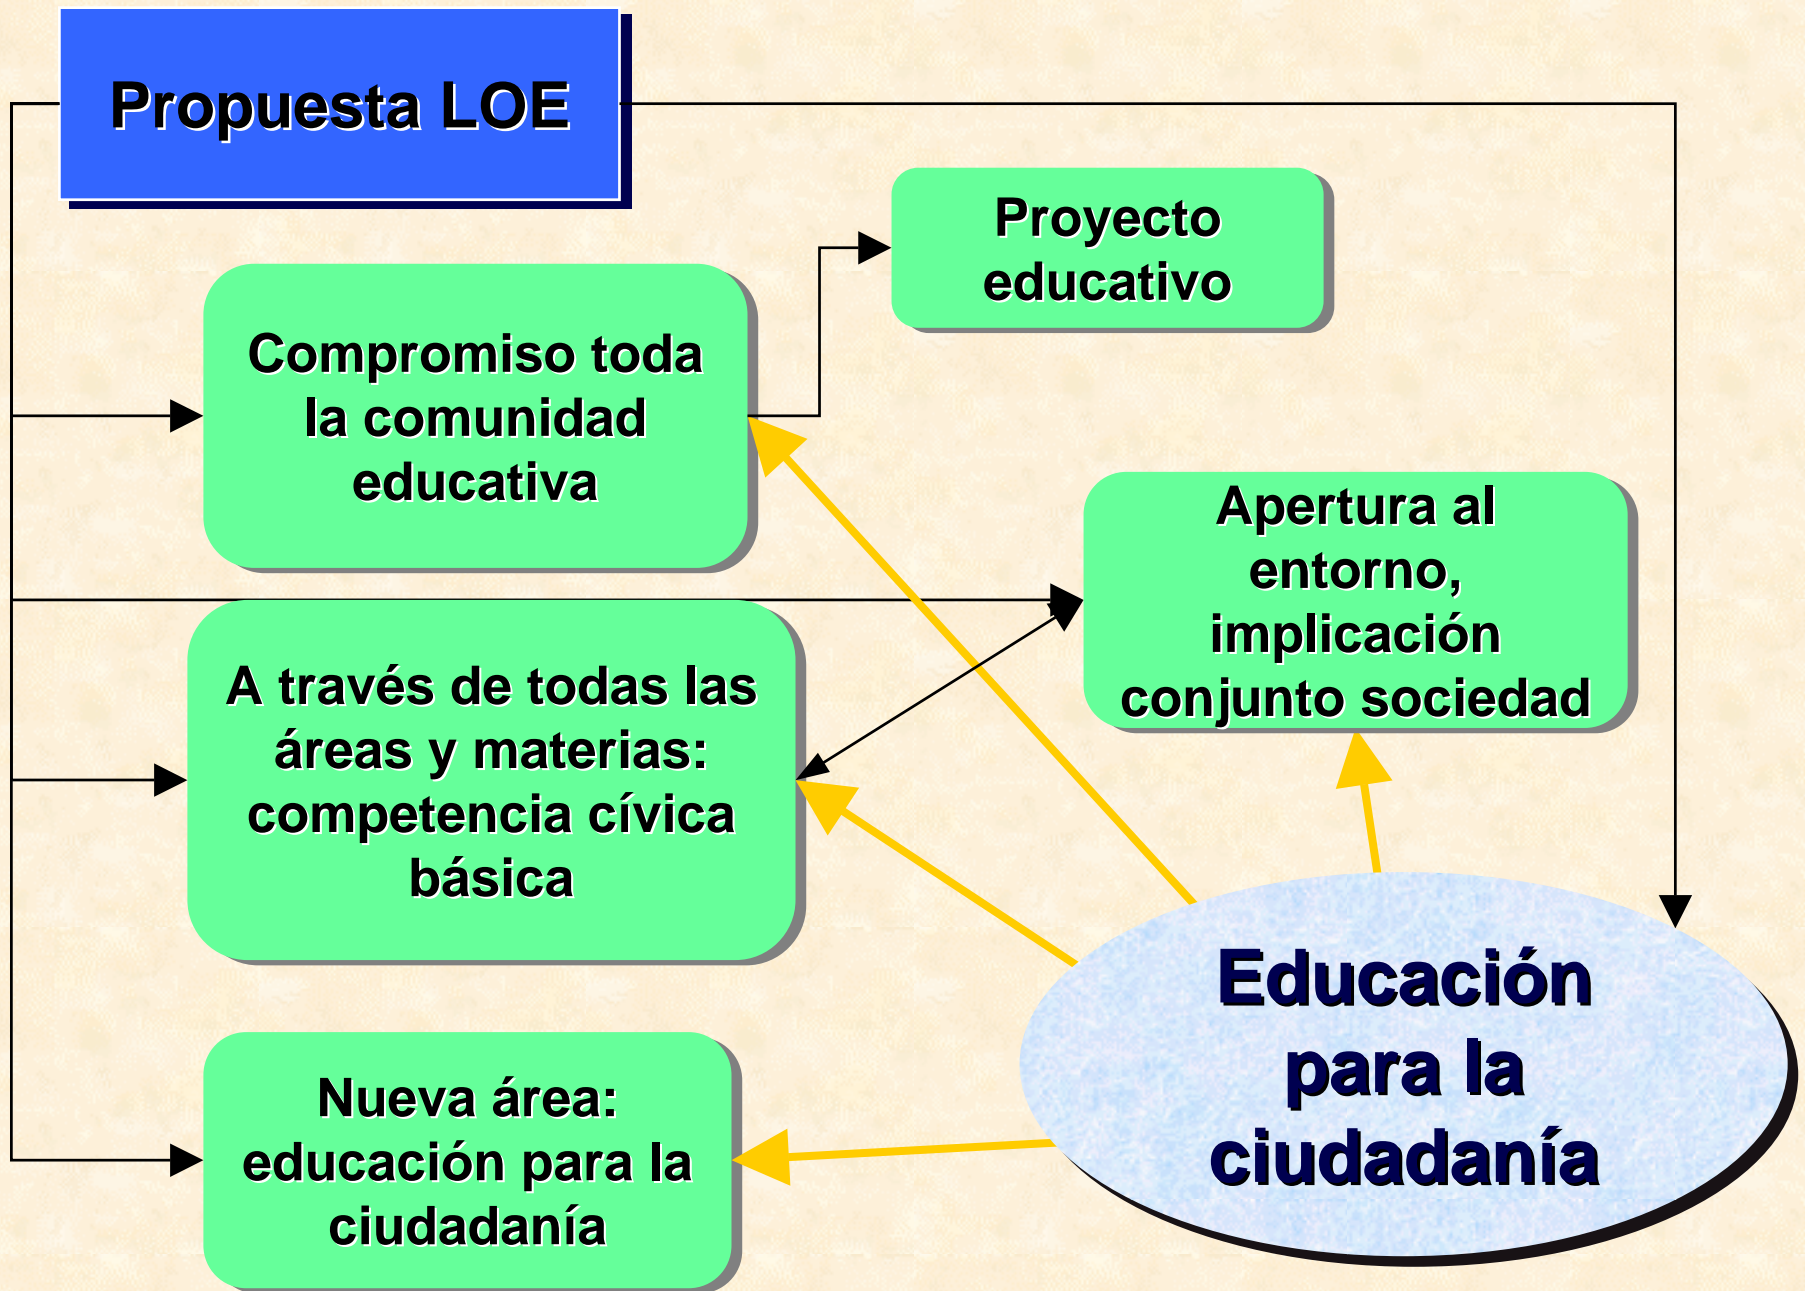 Propuesta LOE
Proyecto
educativo
Compromiso toda
la comunidad
educativa
Apertura al
entorno,
implicación
conjunto sociedad
A través de todas las
áreas y materias:
competencia cívica
básica
Educación
para la
ciudadanía
Nueva área:
educación para la
ciudadanía